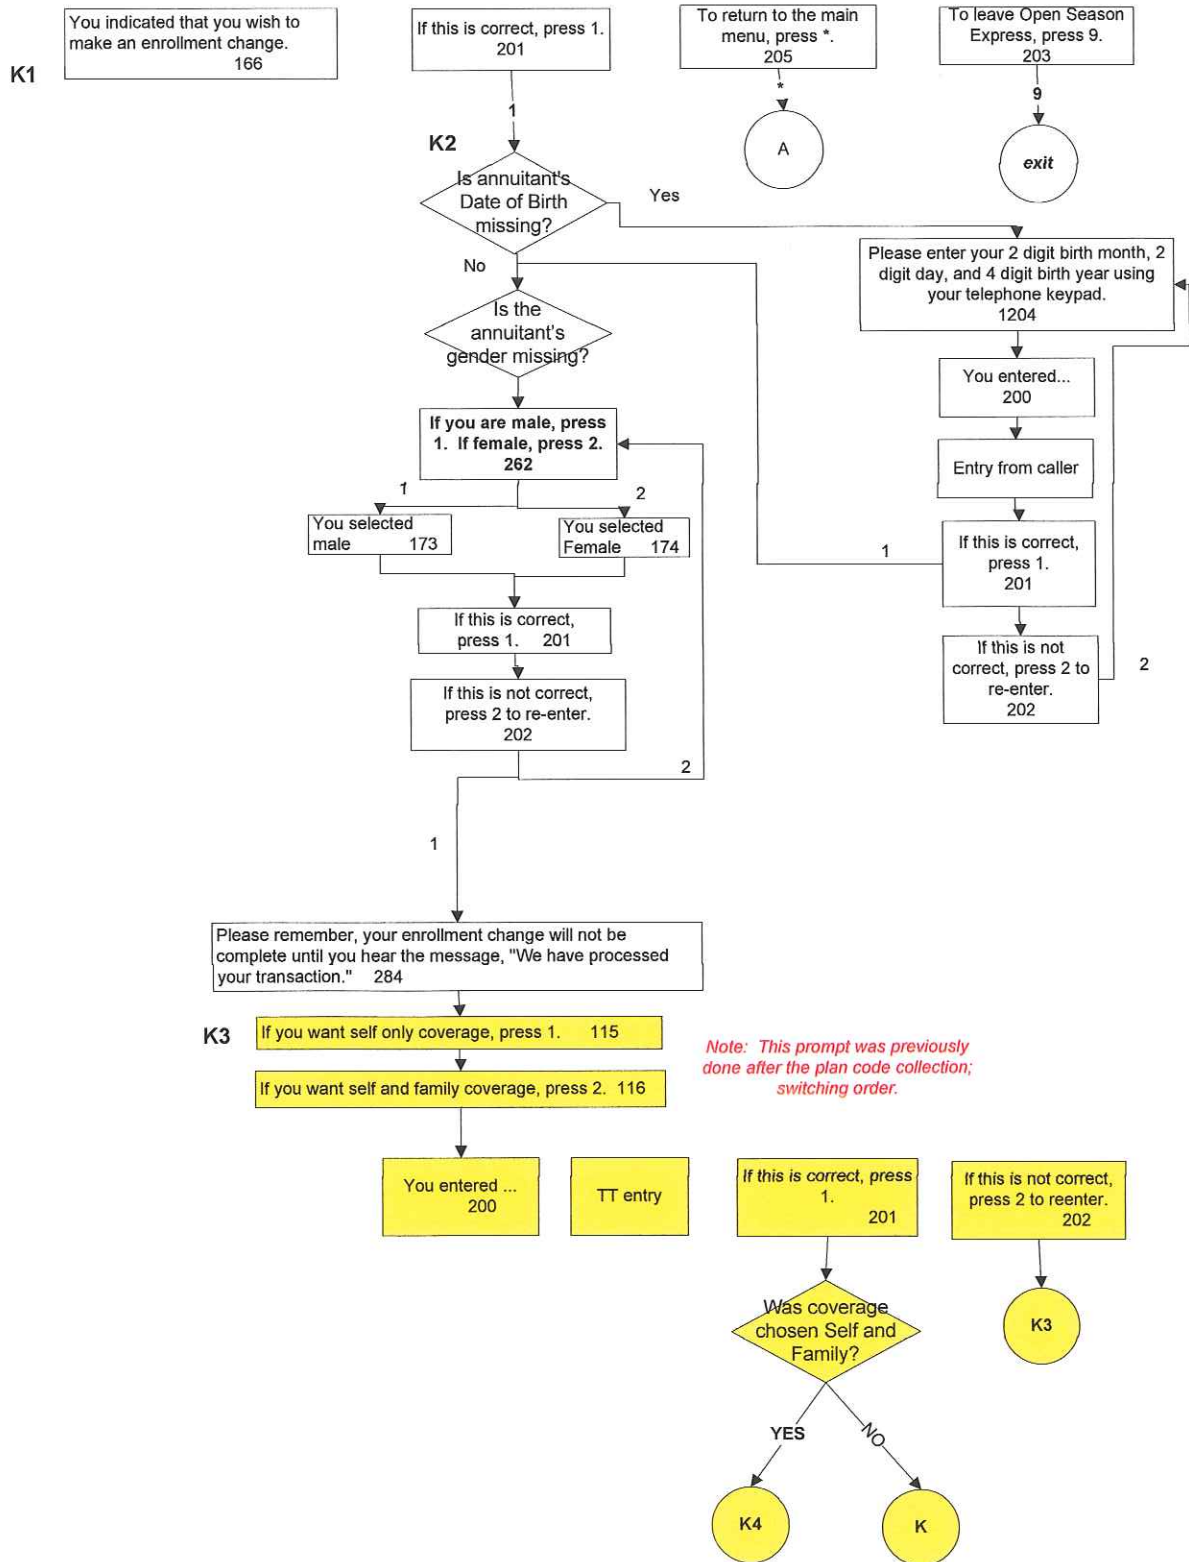 You indicated that you wish to
make an enrollment change.
166
K1
If this is correct, press 1.
201
To return to the main
menu, press *.
205
To leave Open Season
Express, press 9.
203
1
*
9
A
exit
K2
Is annuitant's
Date of Birth
missing?
Yes
No
Please enter your 2 digit birth month, 2
digit day, and 4 digit birth year using
your telephone keypad.
1204
Is the
annuitant's
gender missing?
You entered...
200
If you are male, press
1. If female, press 2.
262
Entry from caller
1
2
You selected
male 173
You selected
Female 174
If this is correct,
press 1.
201
1
If this is correct,
press 1. 201
If this is not
correct, press 2 to
re-enter.
202
2
If this is not correct,
press 2 to re-enter.
202
2
1
Please remember, your enrollment change will not be
complete until you hear the message, "We have processed
your transaction." 284
K3
If you want self only coverage, press 1. 115
If you want self and family coverage, press 2. 116
Note: This prompt was previously
done after the plan code collection;
switching order.
You entered ...
200
TT entry
If this is correct, press
1.
201
If this is not correct,
press 2 to reenter.
202
Was coverage
chosen Self and
Family?
K3
YES
NO
K4
K